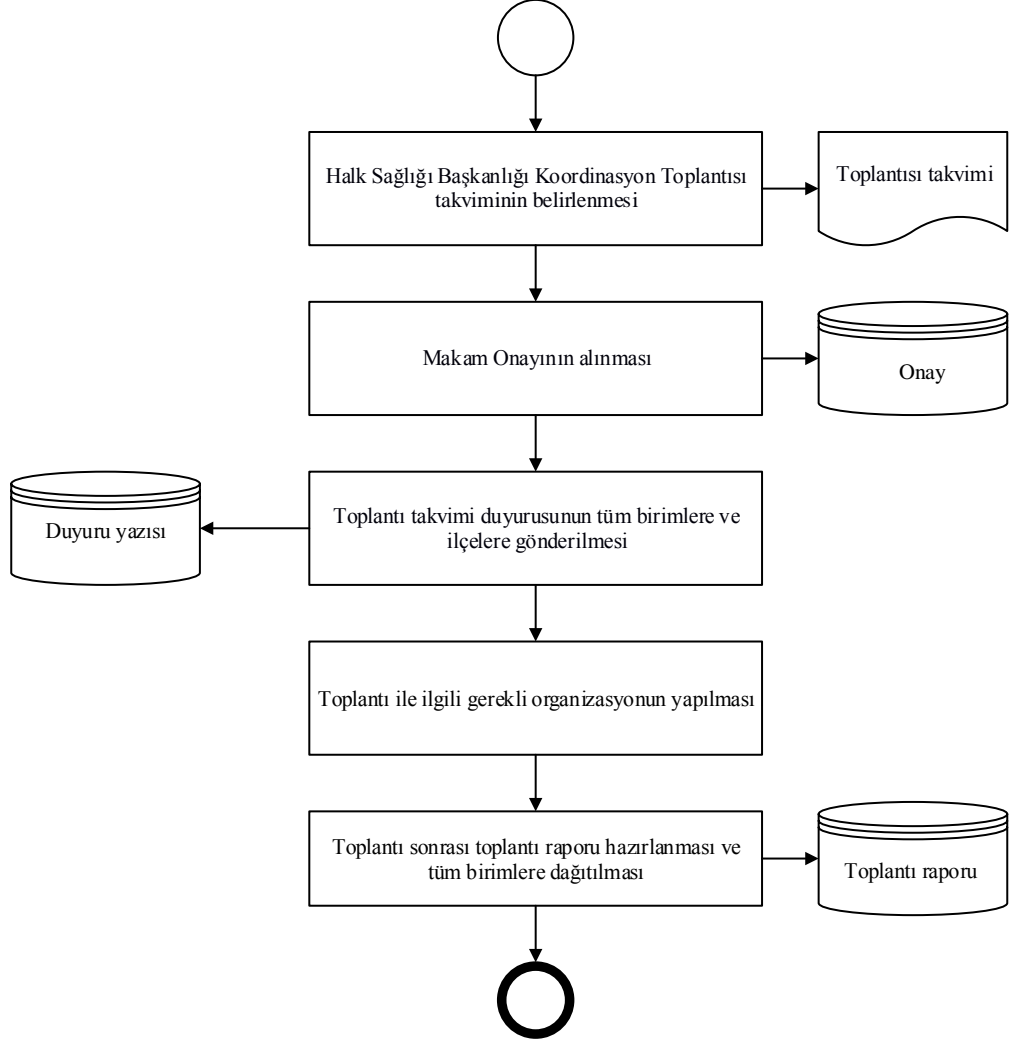 Halk Sağlığı Başkanlığı Koordinasyon Toplantısı
takviminin belirlenmesi
Toplantısı takvimi
Makam Onayının alınması
Onay
Duyuru yazısı
Toplantı takvimi duyurusunun tüm birimlere ve
ilçelere gönderilmesi
Toplantı ile ilgili gerekli organizasyonun yapılması
Toplantı sonrası toplantı raporu hazırlanması ve
tüm birimlere dağıtılması
Toplantı raporu